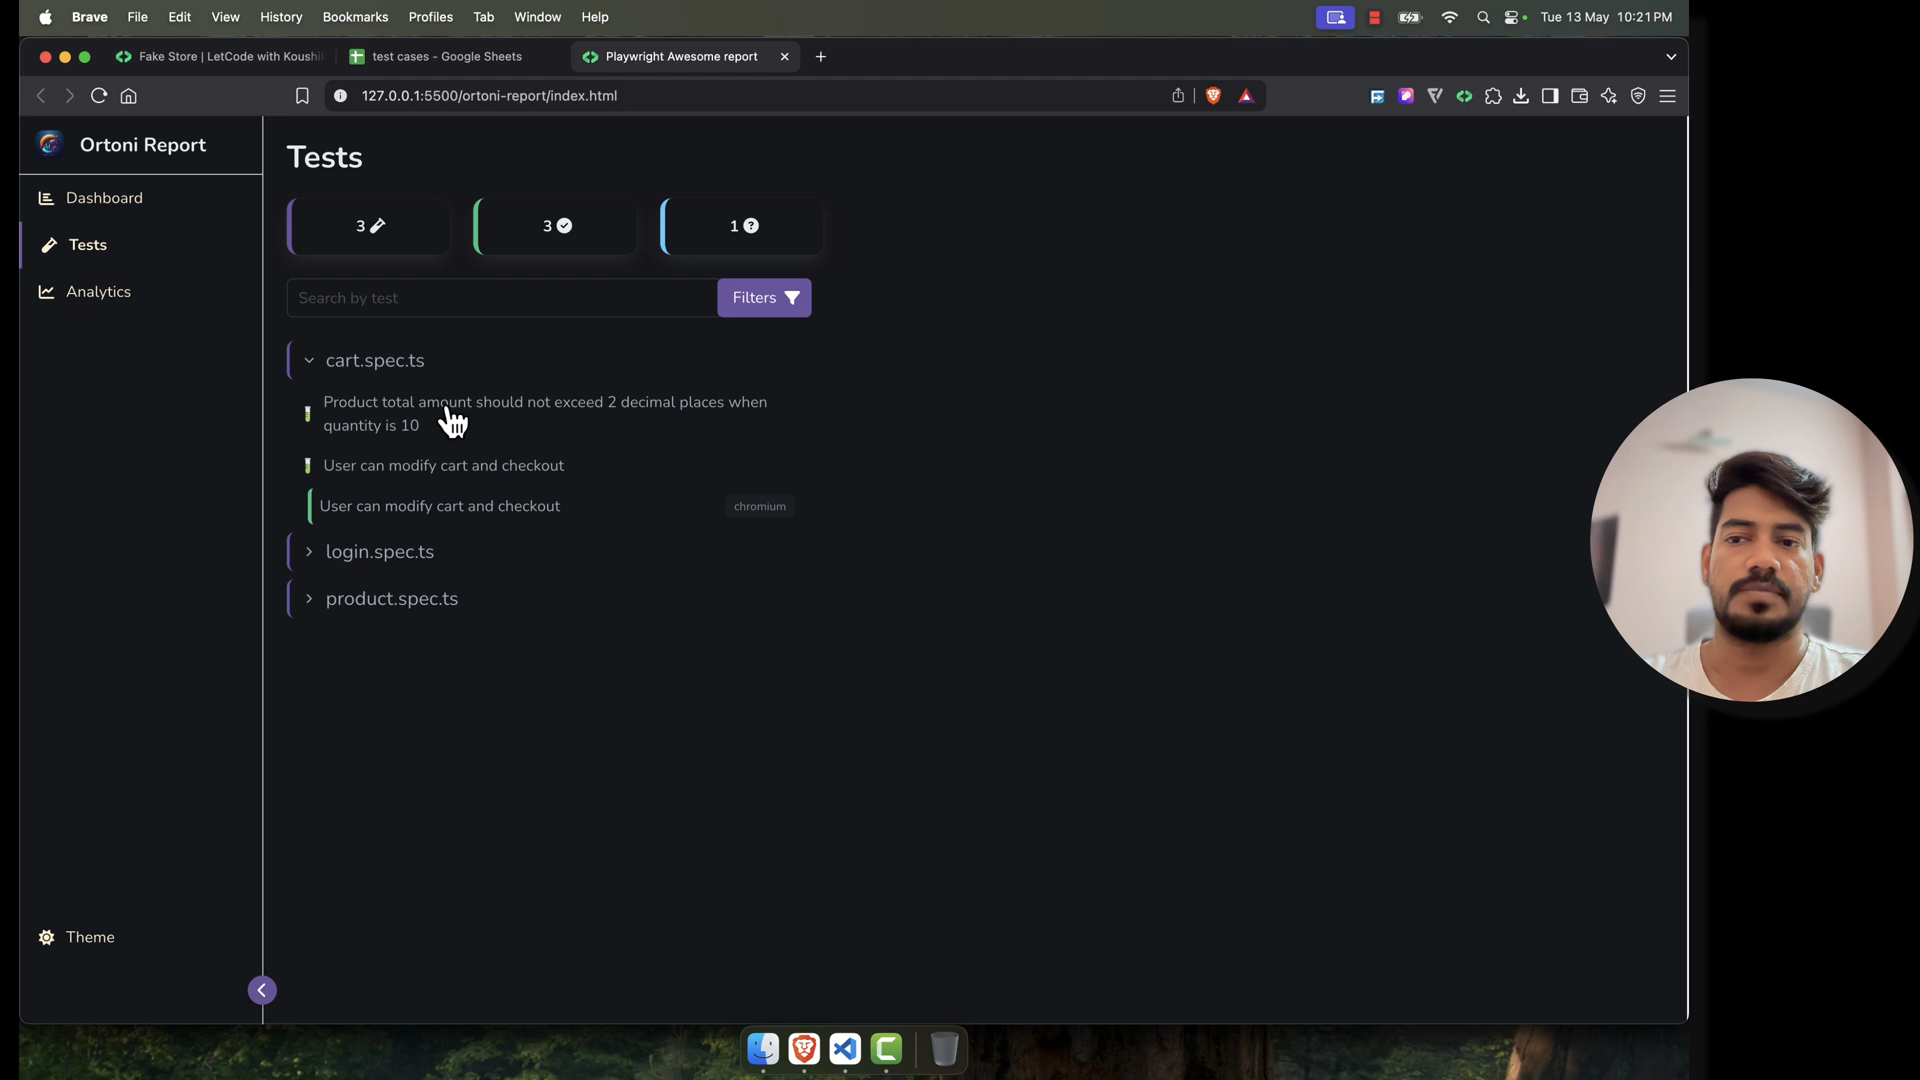 Brave File Edit View History Bookmarks Profiles Tab Window Help Tue 13 May 10:21 PM
Fake Store | LetCode with Koushi test cases - Google Sheets Playwright Awesome report
127.0.0.1:5500/ortoni-report/index.html
Ortoni Report
Dashboard
Tests
Analytics
Theme
Tests
3 3 1
Search by test Filters
cart.spec.ts
Product total amount should not exceed 2 decimal places when
quantity is 10
User can modify cart and checkout
User can modify cart and checkout chromium
login.spec.ts
product.spec.ts